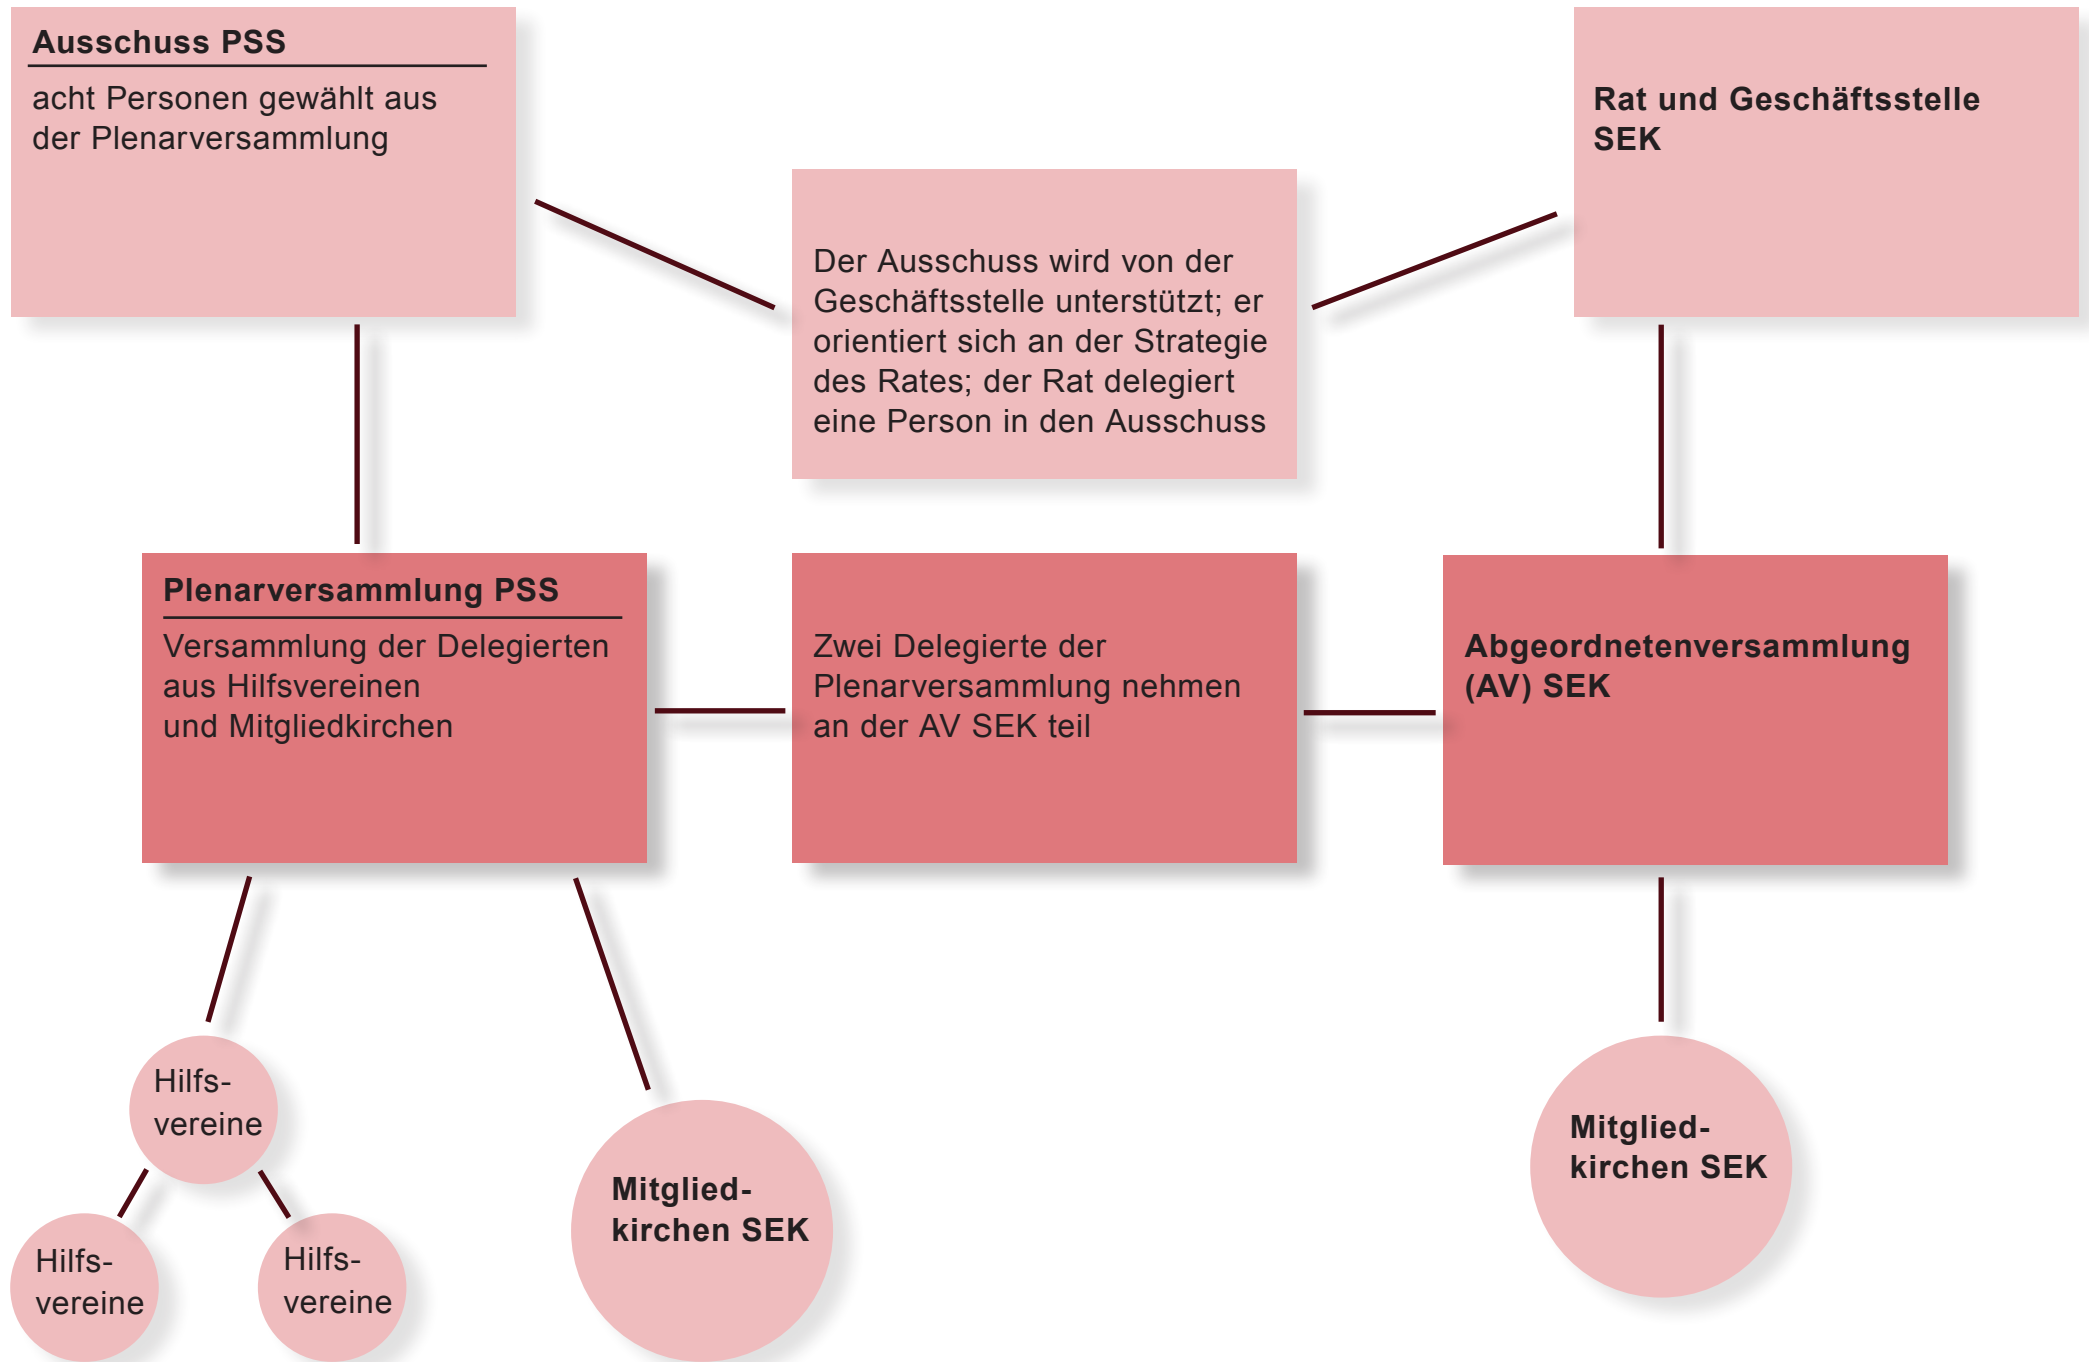 Ausschuss PSS
acht Personen gewählt aus
der Plenarversammlung
Rat und Geschäftsstelle
SEK
Der Ausschuss wird von der
Geschäftsstelle unterstützt; er
orientiert sich an der Strategie
des Rates; der Rat delegiert
eine Person in den Ausschuss
Plenarversammlung PSS
Versammlung der Delegierten
aus Hilfsvereinen
und Mitgliedkirchen
Zwei Delegierte der
Plenarversammlung nehmen
an der AV SEK teil
Abgeordnetenversammlung
(AV) SEK
Hilfs-
vereine
Hilfs-
vereine
Hilfs-
vereine
Mitglied-
kirchen SEK
Mitglied-
kirchen SEK